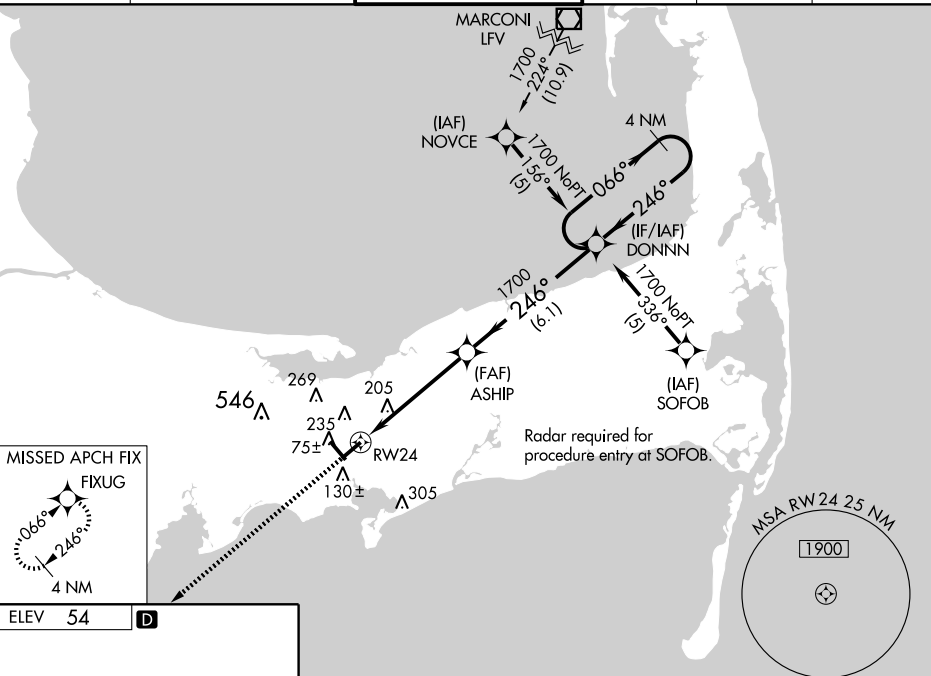 MARCONI
LFV
1700
224°
(10.9)
(IAF)
NOVCE
1700 NoPT
156°
(5)
4 NM
066°
246°
(IF/IAF)
DONNN
1700
246°
(6.1)
1700 NoPT
336°
(5)
(FAF)
ASHIP
(IAF)
SOFOB
269
205
546
235
75±
RW24
130±
305
Radar required for
procedure entry at SOFOB.
MISSED APCH FIX
FIXUG
066°
246°
4 NM
MSA RW24 25 NM
1900
ELEV 54
D